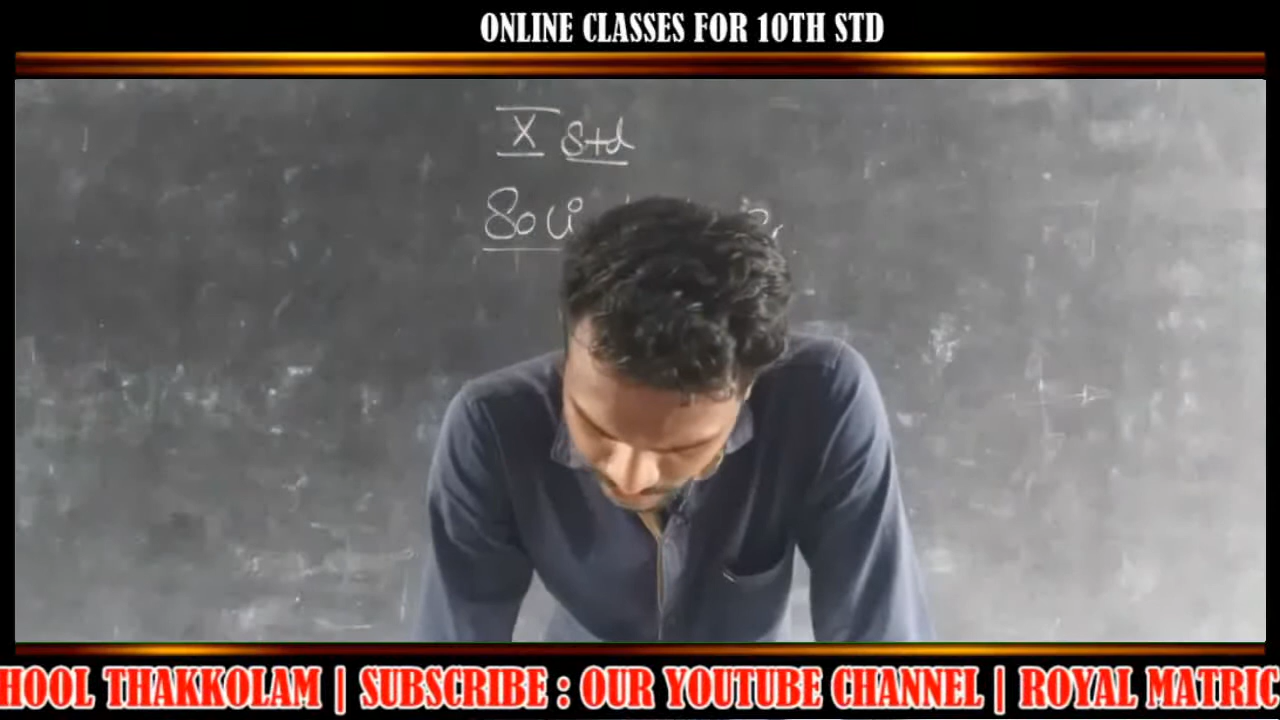 ONLINE CLASSES FOR 10TH STD
X Std
HOOL THAKKOLAM | SUBSCRIBE : OUR YOUTUBE CHANNEL | ROYAL MATRIC